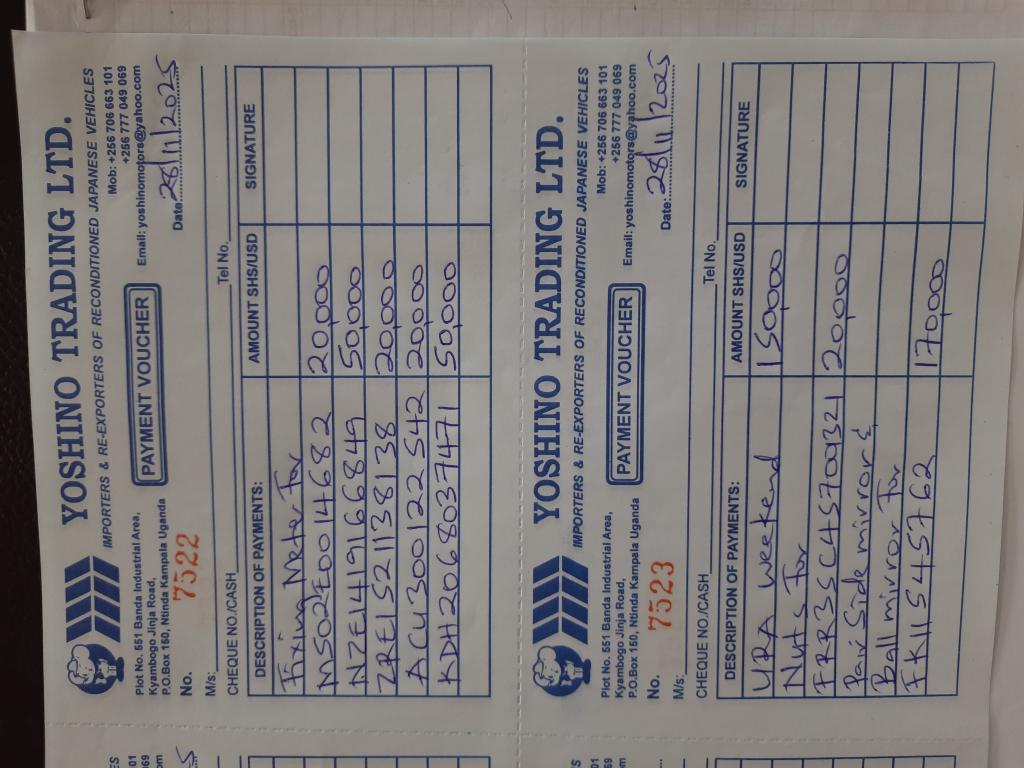 YOSHINO TRADING LTD.
IMPORTERS & RE-EXPORTERS OF RECONDITIONED JAPANESE VEHICLES
Plot No. 551 Banda Industrial Area,
Kyambogo Jinja Road,
P.O.Box 150, Ntinda Kampala Uganda
Mob: +256 706 663 101
+256 777 049 069
Email: yoshinomotors@yahoo.com
PAYMENT VOUCHER
No. 7522
Date: 28/11/2025
M/s:
CHEQUE NO./CASH Tel No.
DESCRIPTION OF PAYMENTS: AMOUNT SHS/USD SIGNATURE
Fixing Meter For
MS02E0014682 20,000
NZE1419166849 50,000
ZRE1521138138 20,000
ACU300122542 20,000
KDH2068037471 50,000
YOSHINO TRADING LTD.
IMPORTERS & RE-EXPORTERS OF RECONDITIONED JAPANESE VEHICLES
Plot No. 551 Banda Industrial Area,
Kyambogo Jinja Road,
P.O.Box 150, Ntinda Kampala Uganda
Mob: +256 706 663 101
+256 777 049 069
Email: yoshinomotors@yahoo.com
PAYMENT VOUCHER
No. 7523
Date: 28/11/2025
M/s:
CHEQUE NO./CASH Tel No.
DESCRIPTION OF PAYMENTS: AMOUNT SHS/USD SIGNATURE
URA weekend 150,000
Nuts For
FRR3SC4S7000321 20,000
Pair Side mirror &
Ball mirror For
FK11S4S5762 170,000